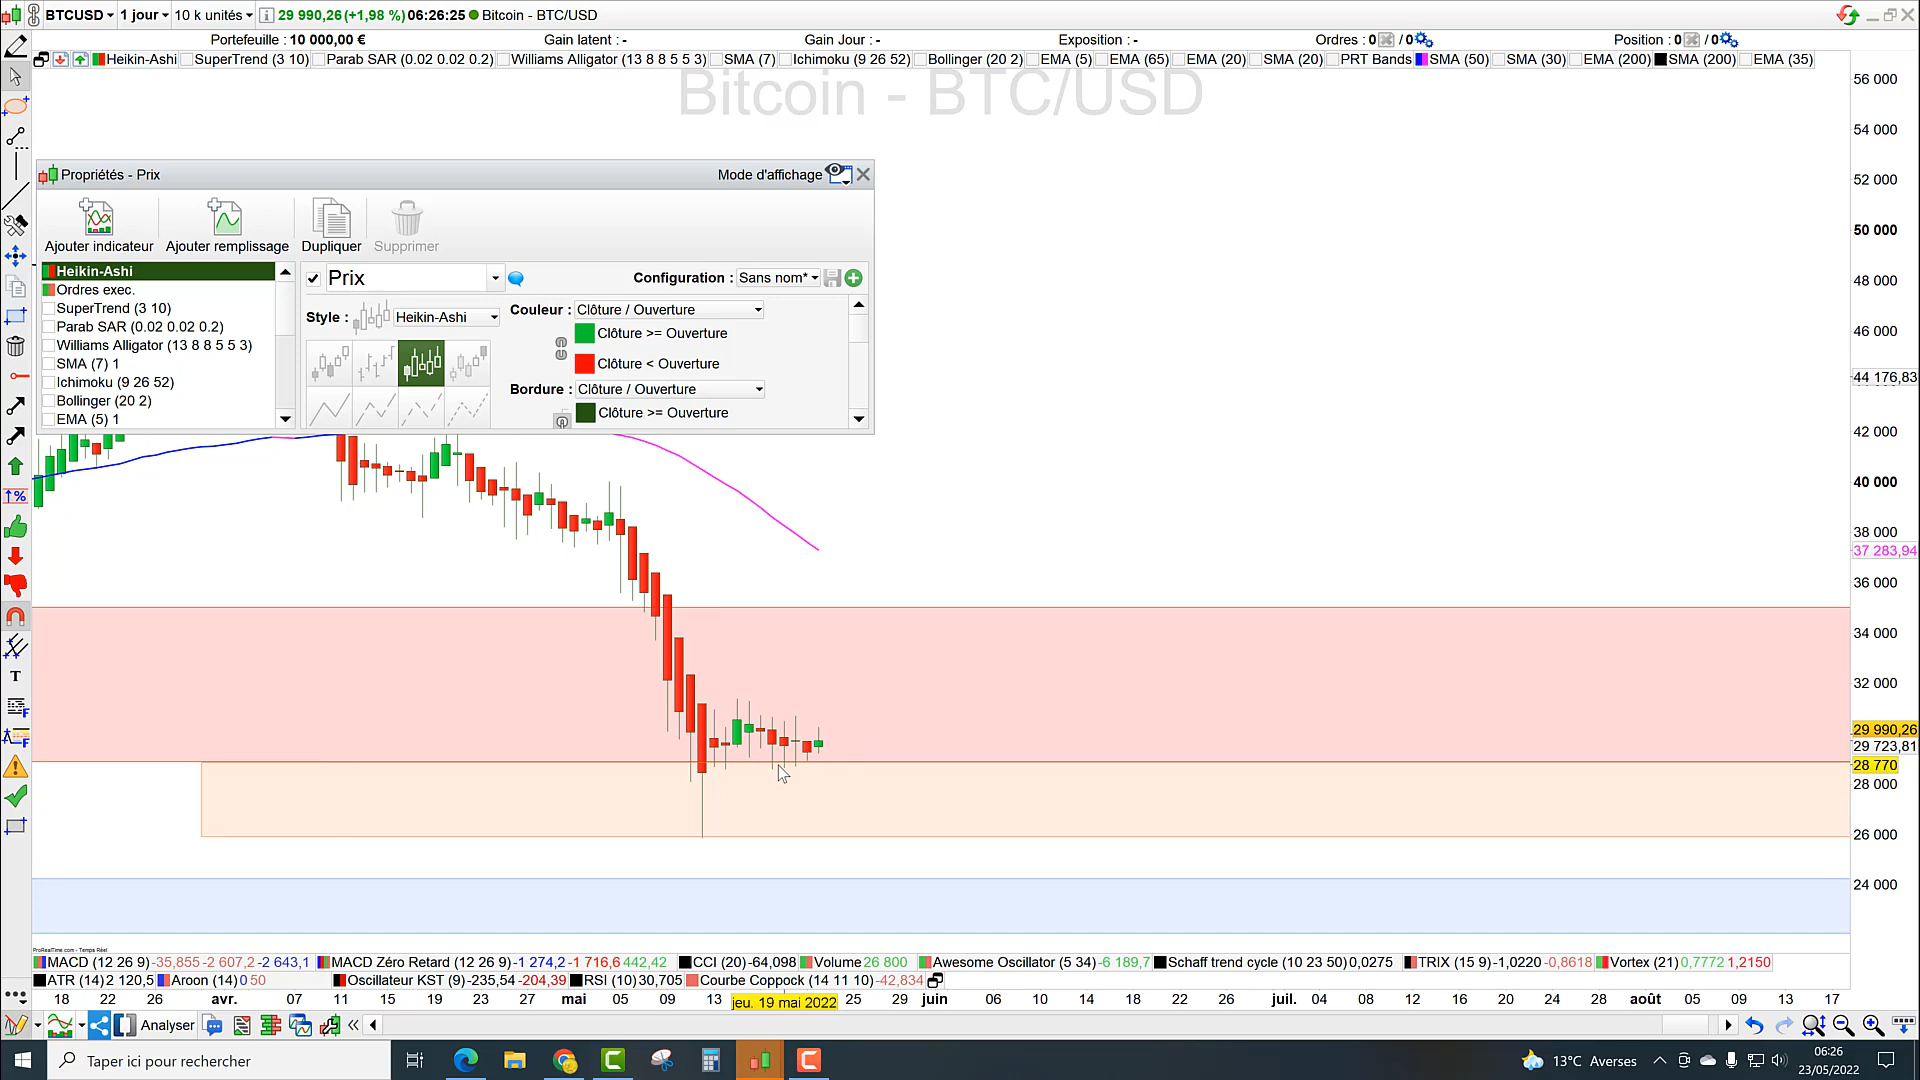 BTCUSD 1 jour 10 k unités 29 990,26 (+1,98 %) 06:26:25 Bitcoin - BTC/USD
Portefeuille : 10 000,00 € Gain latent : - Gain Jour : - Exposition : - Ordres : 0 / 0 Position : 0 / 0
Heikin-Ashi SuperTrend (3 10) Parab SAR (0.02 0.02 0.2) Williams Alligator (13 8 8 5 5 3) SMA (7) Ichimoku (9 26 52) Bollinger (20 2) EMA (5) EMA (65) EMA (20) SMA (20) PRT Bands SMA (50) SMA (30) EMA (200) SMA (200) EMA (35)
Bitcoin - BTC/USD
56 000
54 000
52 000
50 000
48 000
46 000
44 176,83
42 000
40 000
38 000
37 283,94
36 000
34 000
32 000
29 990,26
29 723,81
28 770
28 000
26 000
24 000
Propriétés - Prix Mode d'affichage
Ajouter indicateur Ajouter remplissage Dupliquer Supprimer
Heikin-Ashi
Ordres exec.
SuperTrend (3 10)
Parab SAR (0.02 0.02 0.2)
Williams Alligator (13 8 8 5 5 3)
SMA (7) 1
Ichimoku (9 26 52)
Bollinger (20 2)
EMA (5) 1
Prix Configuration : Sans nom*
Style : Heikin-Ashi
Couleur : Clôture / Ouverture
Clôture >= Ouverture
Clôture < Ouverture
Bordure : Clôture / Ouverture
Clôture >= Ouverture
T
ProRealTime.com - Temps Réel
MACD (12 26 9) -35,855 -2 607,2 -2 643,1 MACD Zéro Retard (12 26 9) -1 274,2 -1 716,6 442,42 CCI (20) -64,098 Volume 26 800 Awesome Oscillator (5 34) -6 189,7 Schaff trend cycle (10 23 50) 0,0275 TRIX (15 9) -1,0220 -0,8618 Vortex (21) 0,7772 1,2150
ATR (14) 2 120,5 Aroon (14) 0 50 Oscillateur KST (9) -235,54 -204,39 RSI (10) 30,705 Courbe Coppock (14 11 10) -42,834
18 22 26 avr. 07 11 15 19 23 27 mai 05 09 13 jeu. 19 mai 2022 25 29 juin 06 10 14 18 22 26 juil. 04 08 12 16 20 24 28 août 05 09 13 17
Analyser
Taper ici pour rechercher
13°C Averses
06:26
23/05/2022